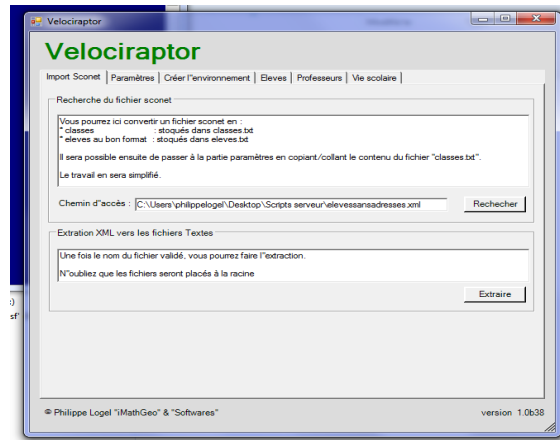 Velociraptor
Velociraptor
Import Sconet Paramètres Créer l"environnement Eleves Professeurs Vie scolaire
Recherche du fichier sconet
Vous pourrez ici convertir un fichier sconet en :
* classes : stoqués dans classes.txt
* eleves au bon format : stoqués dans eleves.txt
Il sera possible ensuite de passer à la partie paramètres en copiant/collant le contenu du fichier "classes.txt".
Le travail en sera simplifié.
Chemin d"accès : C:\Users\philippelogel\Desktop\Scripts serveur\elevessansadresses.xml Rechecher
Extration XML vers les fichiers Textes
Une fois le nom du fichier validé, vous pourrez faire l"extraction.
N"oubliez que les fichiers seront placés à la racine
Extraire
:)
sf'
© Philippe Logel "iMathGeo" & "Softwares" version 1.0b38